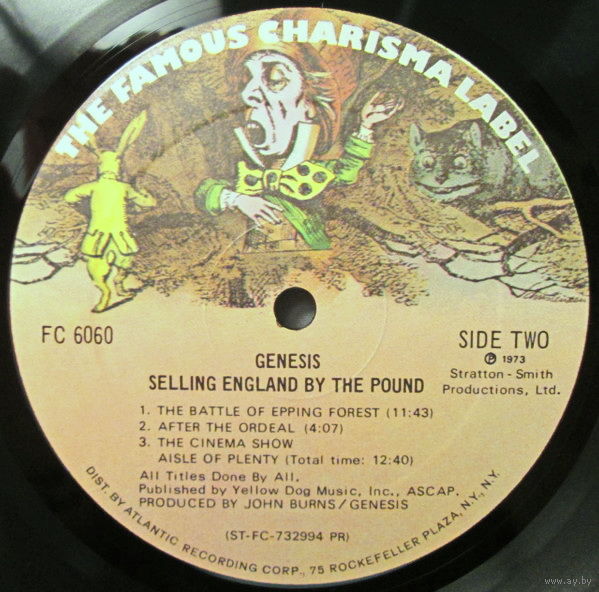 THE FAMOUS CHARISMA LABEL
FC 6060
SIDE TWO
℗ 1973
Stratton-Smith
Productions, Ltd.
GENESIS
SELLING ENGLAND BY THE POUND
1. THE BATTLE OF EPPING FOREST (11:43)
2. AFTER THE ORDEAL (4:07)
3. THE CINEMA SHOW
AISLE OF PLENTY (Total time: 12:40)
All Titles Done By All.
Published by Yellow Dog Music, Inc., ASCAP.
PRODUCED BY JOHN BURNS/GENESIS
(ST-FC-732994 PR)
DIST. BY ATLANTIC RECORDING CORP., 75 ROCKEFELLER PLAZA, N.Y., N.Y.
www.ay.by